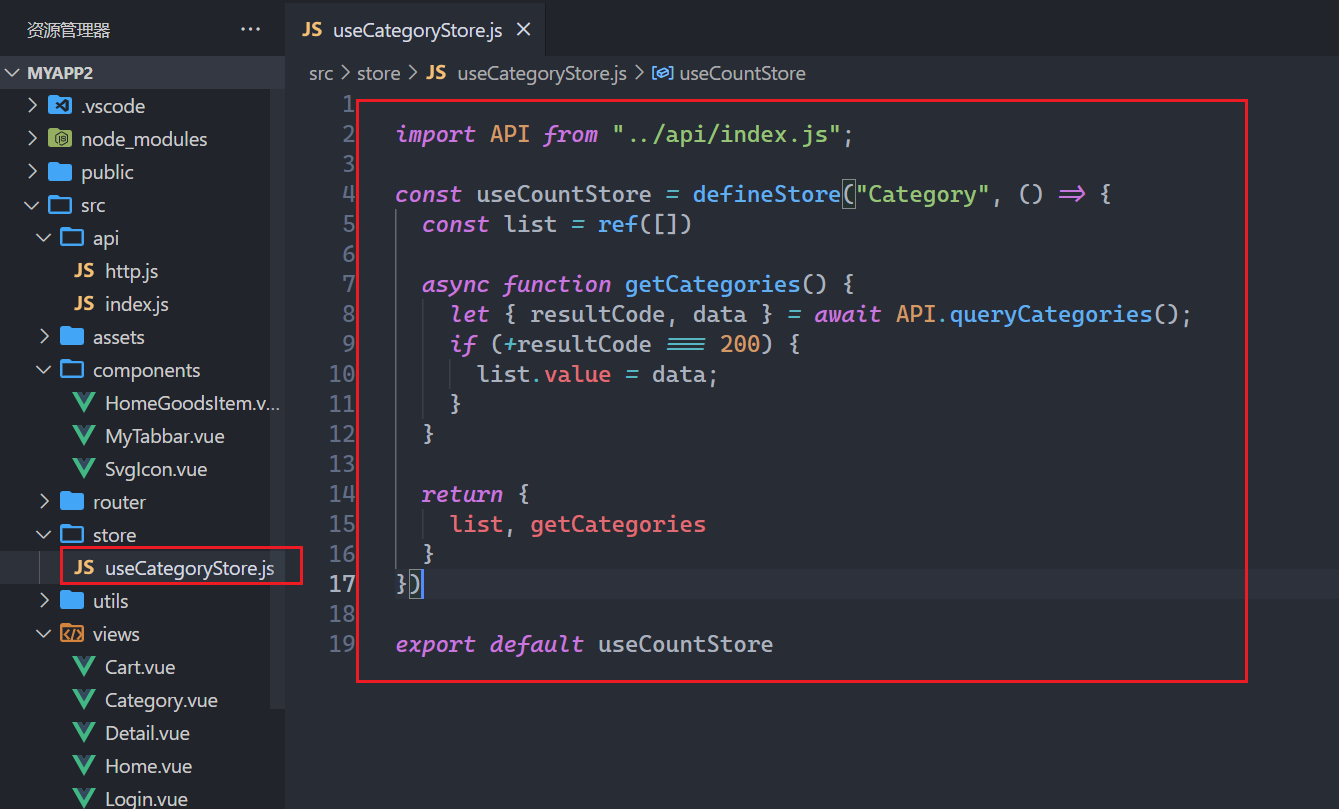 资源管理器 ...
JS useCategoryStore.js ×
MYAPP2
src > store > JS useCategoryStore.js > useCountStore
.vscode
node_modules
public
src
api
JS http.js
JS index.js
assets
components
HomeGoodsItem.v...
MyTabbar.vue
SvgIcon.vue
router
store
JS useCategoryStore.js
utils
views
Cart.vue
Category.vue
Detail.vue
Home.vue
Login.vue
1
2 import API from "../api/index.js";
3
4 const useCountStore = defineStore("Category", () => {
5 const list = ref([])
6
7 async function getCategories() {
8 let { resultCode, data } = await API.queryCategories();
9 if (+resultCode === 200) {
10 list.value = data;
11 }
12 }
13
14 return {
15 list, getCategories
16 }
17 })
18
19 export default useCountStore